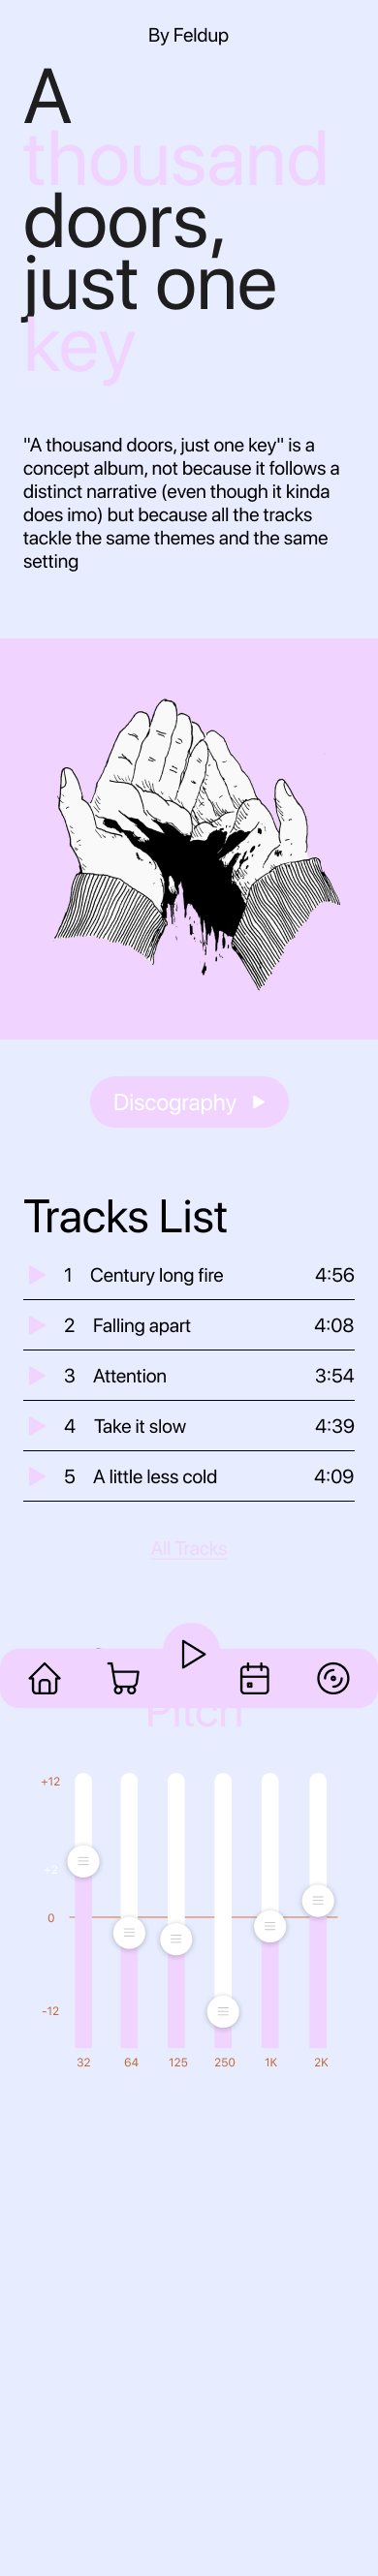 By Feldup
A
thousand
doors,
just one
key
"A thousand doors, just one key" is a
concept album, not because it follows a
distinct narrative (even though it kinda
does imo) but because all the tracks
tackle the same themes and the same
setting
Discography
Tracks List
1 Century long fire 4:56
2 Falling apart 4:08
3 Attention 3:54
4 Take it slow 4:39
5 A little less cold 4:09
All Tracks
Pitch
+12
+2
0
-12
32 64 125 250 1K 2K